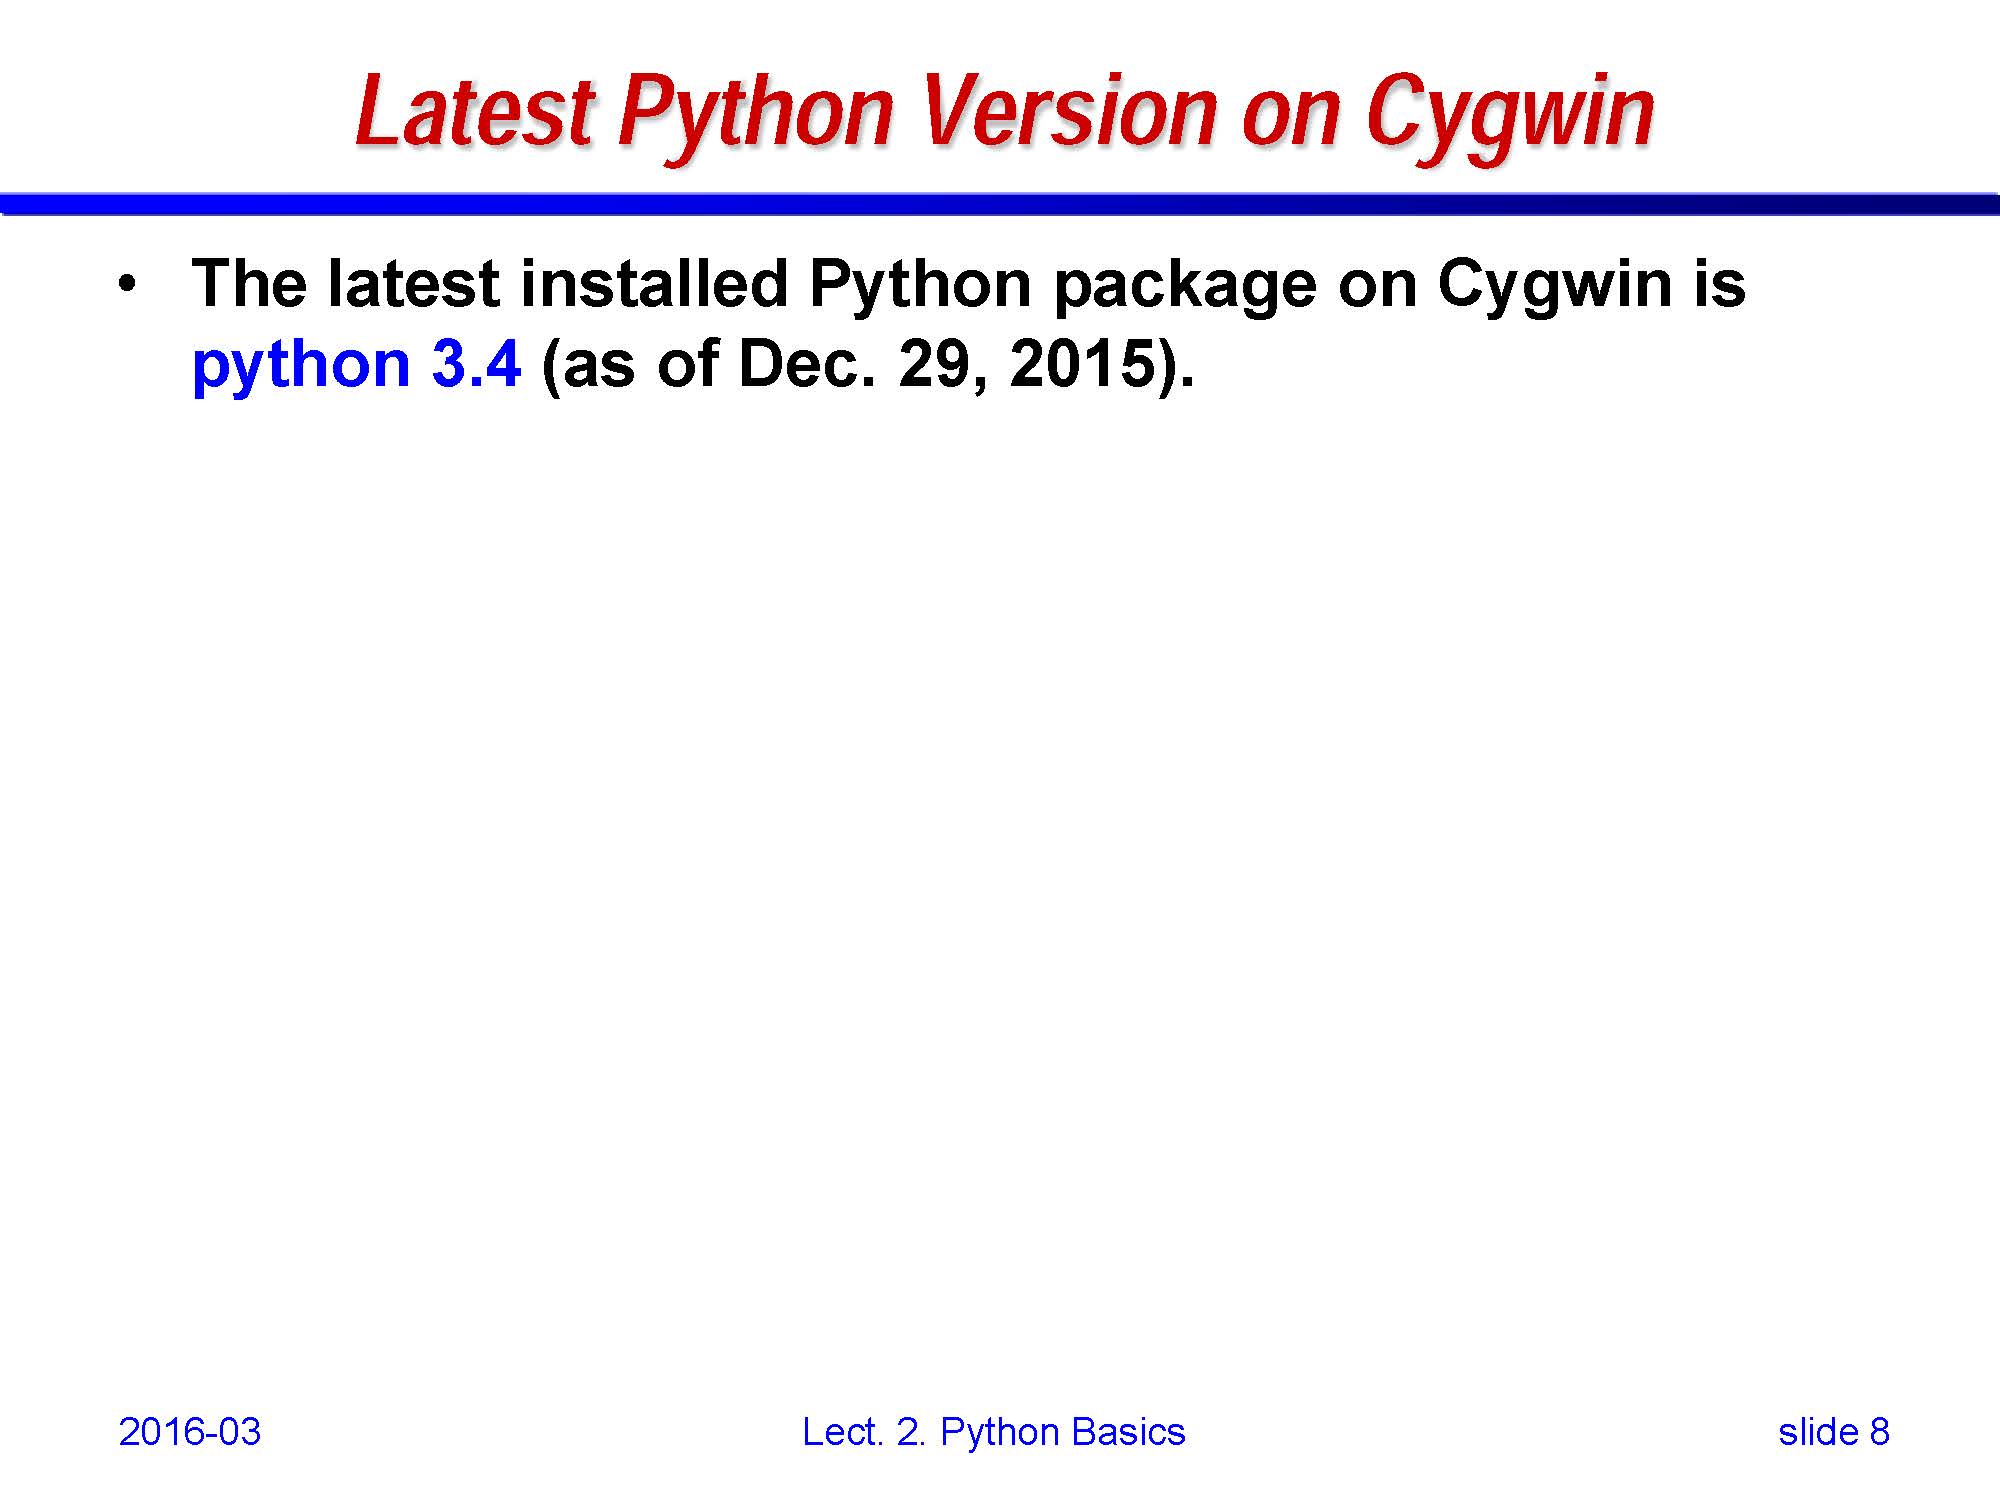 Latest Python Version on Cygwin
• The latest installed Python package on Cygwin is
python 3.4 (as of Dec. 29, 2015).
2016-03 Lect. 2. Python Basics slide 8